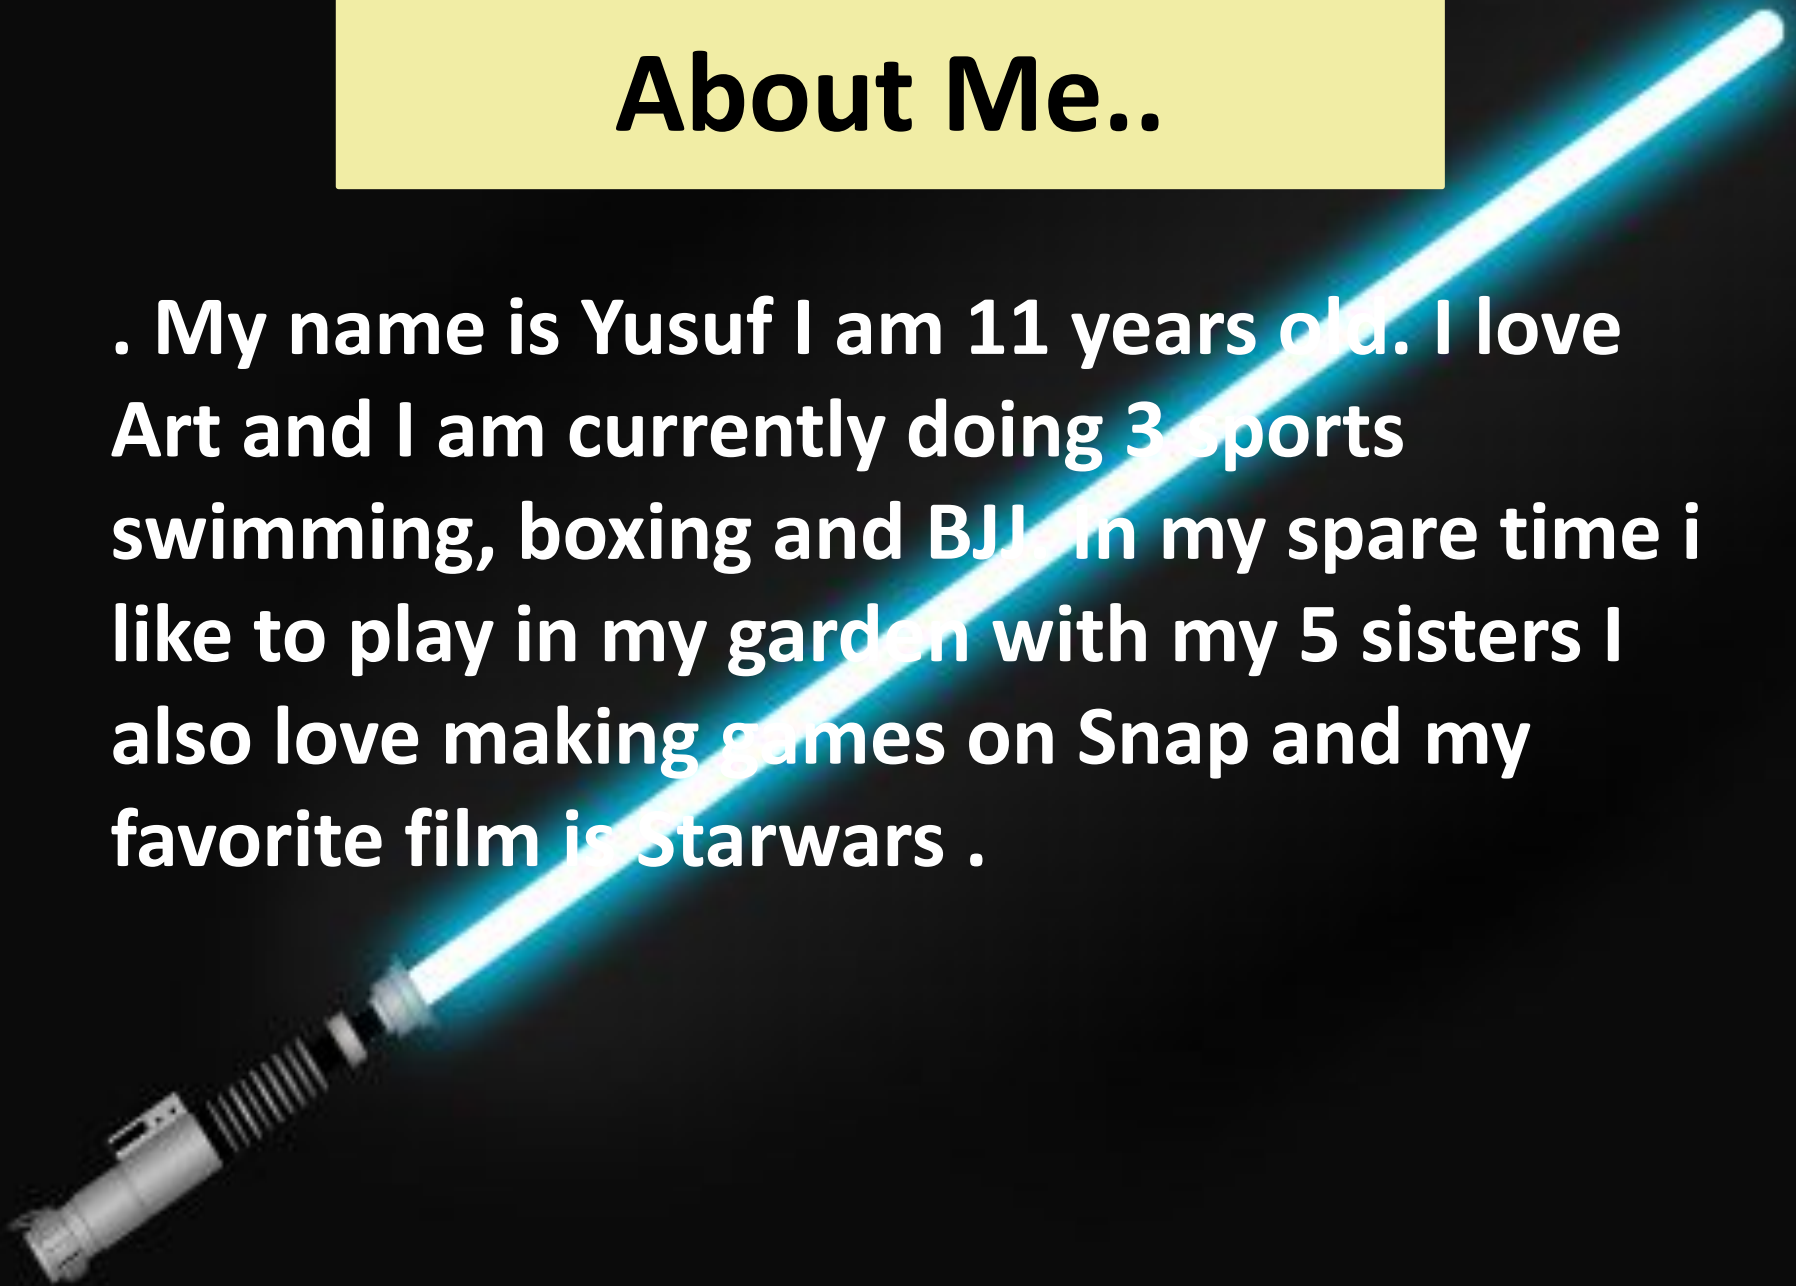 About Me..
. My name is Yusuf I am 11 years old. I love
Art and I am currently doing 3 sports
swimming, boxing and BJJ. In my spare time i
like to play in my garden with my 5 sisters I
also love making games on Snap and my
favorite film is Starwars .